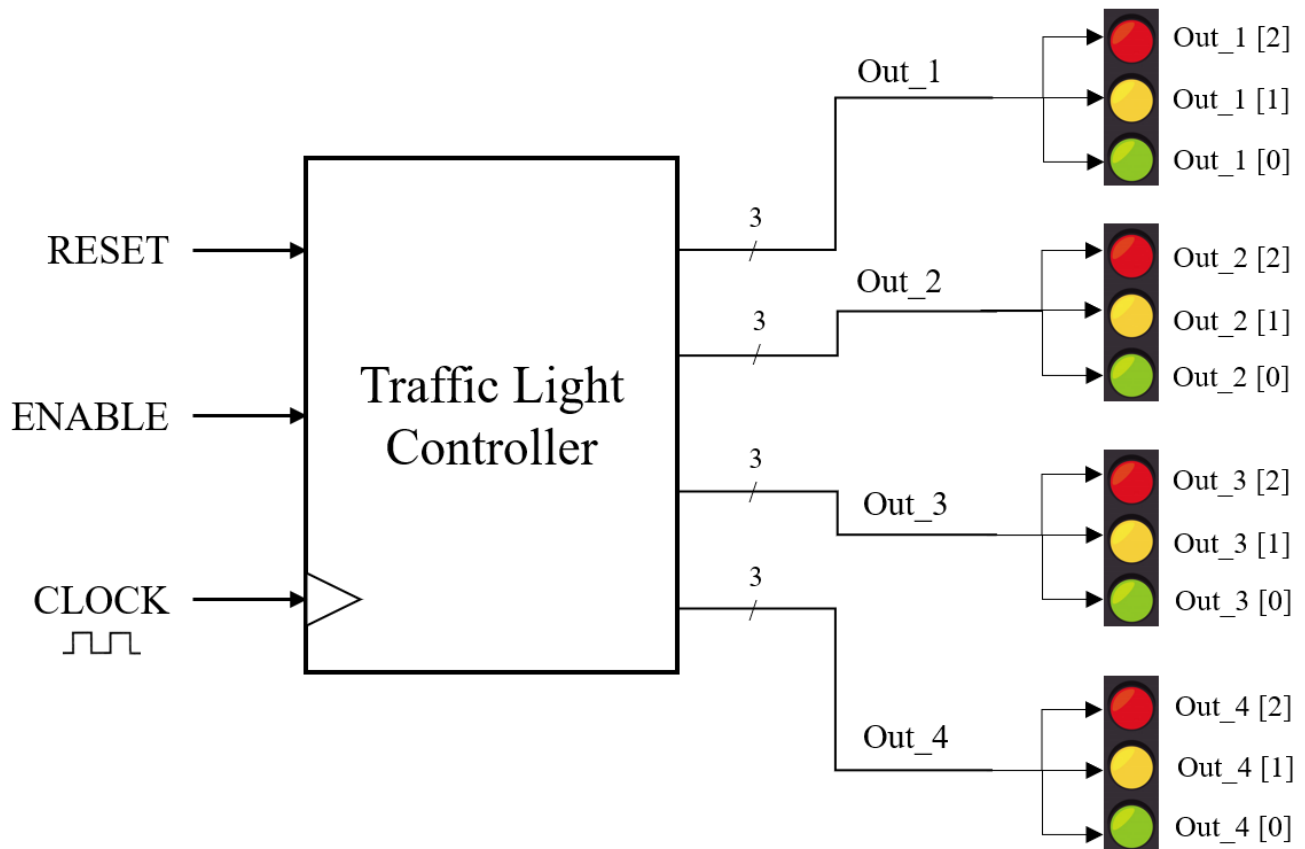 Out_1
Out_1 [2]
Out_1 [1]
Out_1 [0]
RESET
3
Out_2
Out_2 [2]
Out_2 [1]
Out_2 [0]
3
Traffic Light
Controller
ENABLE
3
Out_3
Out_3 [2]
Out_3 [1]
Out_3 [0]
CLOCK
3
Out_4
Out_4 [2]
Out_4 [1]
Out_4 [0]